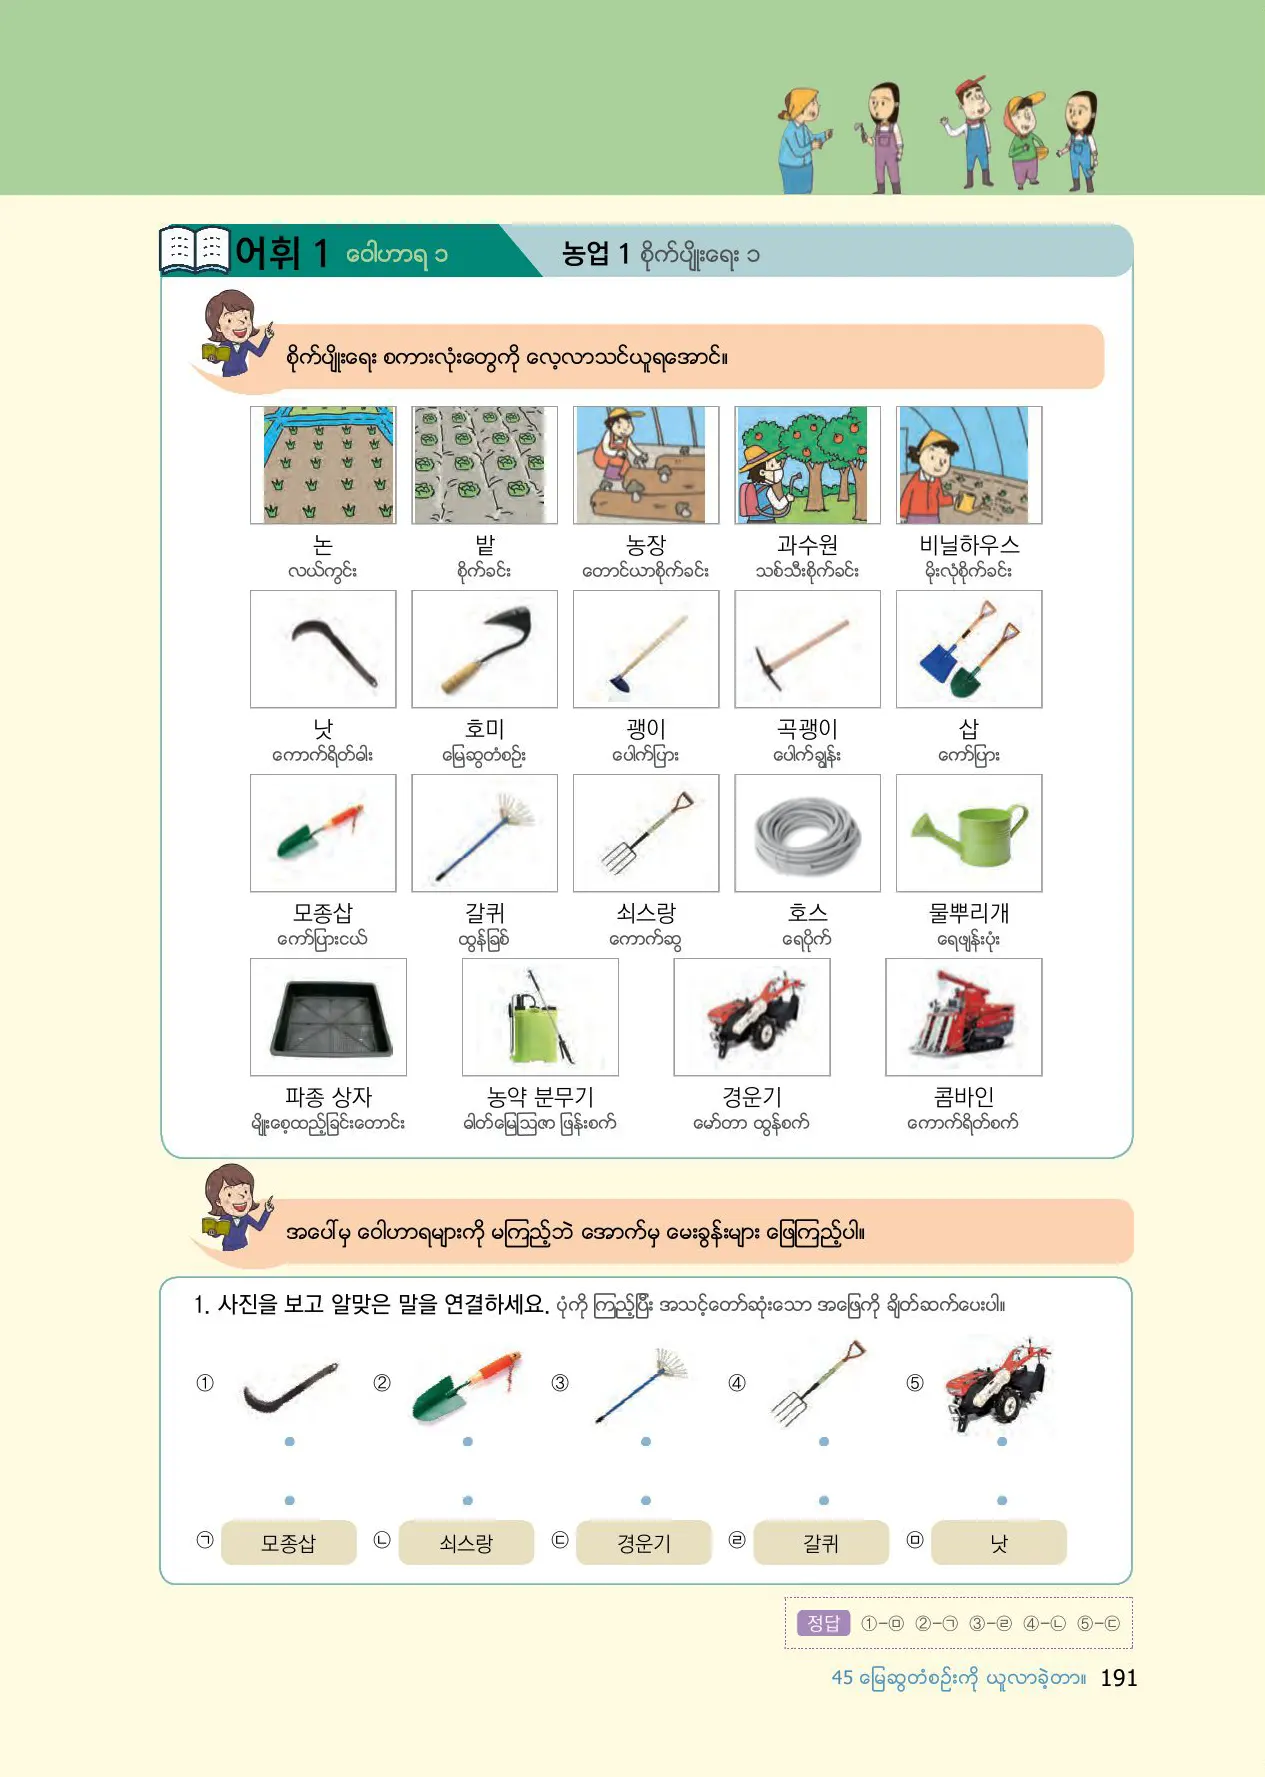 어휘 1 ဝေါဟာရ ၁ 농업 1 စိုက်ပျိုးရေး ၁
စိုက်ပျိုးရေး စကားလုံးတွေကို လေ့လာသင်ယူရအောင်။
논 밭 농장 과수원 비닐하우스
လယ်ကွင်း စိုက်ခင်း တောင်ယာစိုက်ခင်း သစ်သီးစိုက်ခင်း မိုးလုံစိုက်ခင်း
낫 호미 괭이 곡괭이 삽
ကောက်ရိတ်ဓါး မြေဆွတံစဉ်း ပေါက်ပြား ပေါက်ချွန်း ကော်ပြား
모종삽 갈퀴 쇠스랑 호스 물뿌리개
ကော်ပြားငယ် ထွန်ခြစ် ကောက်ဆွ ရေပိုက် ရေဖျန်းပုံး
파종 상자 농약 분무기 경운기 콤바인
မျိုးစေ့ထည့်ခြင်းတောင်း ဓါတ်မြေဩဇာ ဖြန်းစက် မော်တာ ထွန်စက် ကောက်ရိတ်စက်
အပေါ်မှ ဝေါဟာရများကို မကြည့်ဘဲ အောက်မှ မေးခွန်းများ ဖြေကြည့်ပါ။
1. 사진을 보고 알맞은 말을 연결하세요. ပုံကို ကြည့်ပြီး အသင့်တော်ဆုံးသော အဖြေကို ချိတ်ဆက်ပေးပါ။
① ② ③ ④ ⑤
㉠ 모종삽 ㉡ 쇠스랑 ㉢ 경운기 ㉣ 갈퀴 ㉤ 낫
정답 ①-㉤ ②-㉠ ③-㉣ ④-㉡ ⑤-㉢
45 မြေဆွတံစဉ်းကို ယူလာခဲ့တာ။ 191